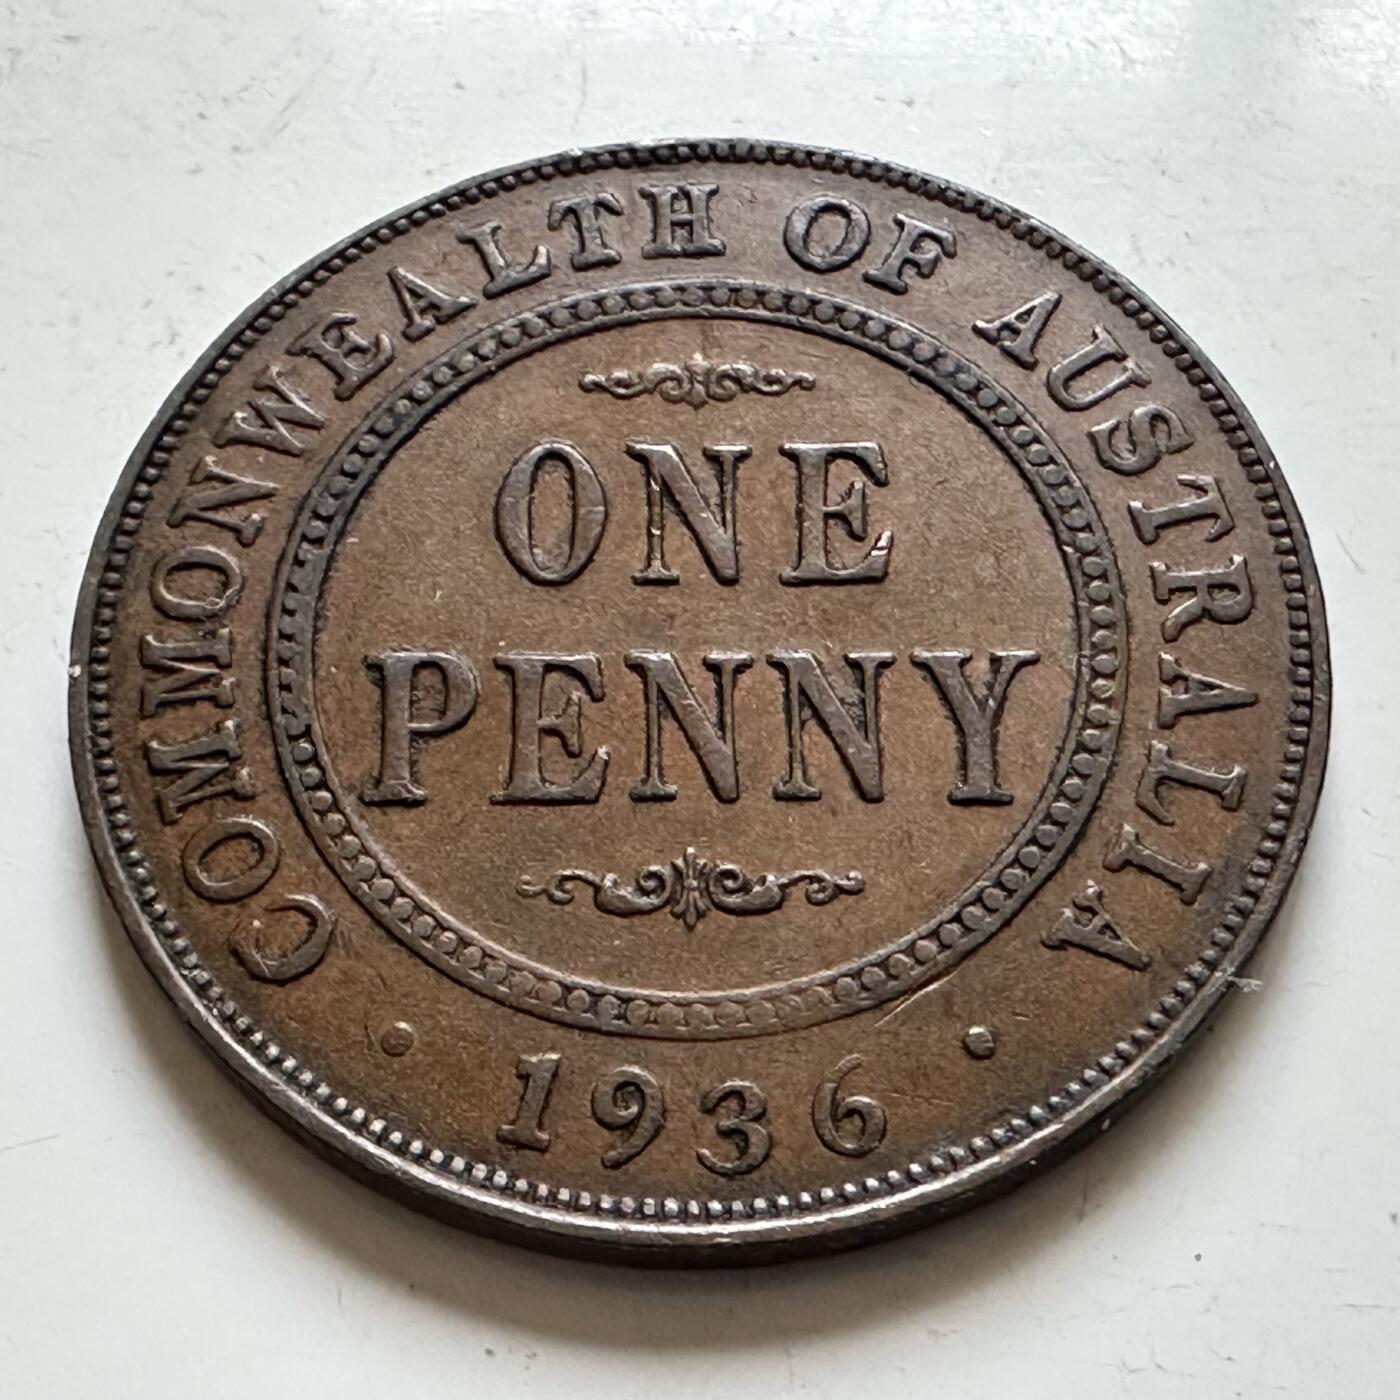 COMMONWEALTH OF AUSTRALIA
ONE
PENNY
· 1936 ·